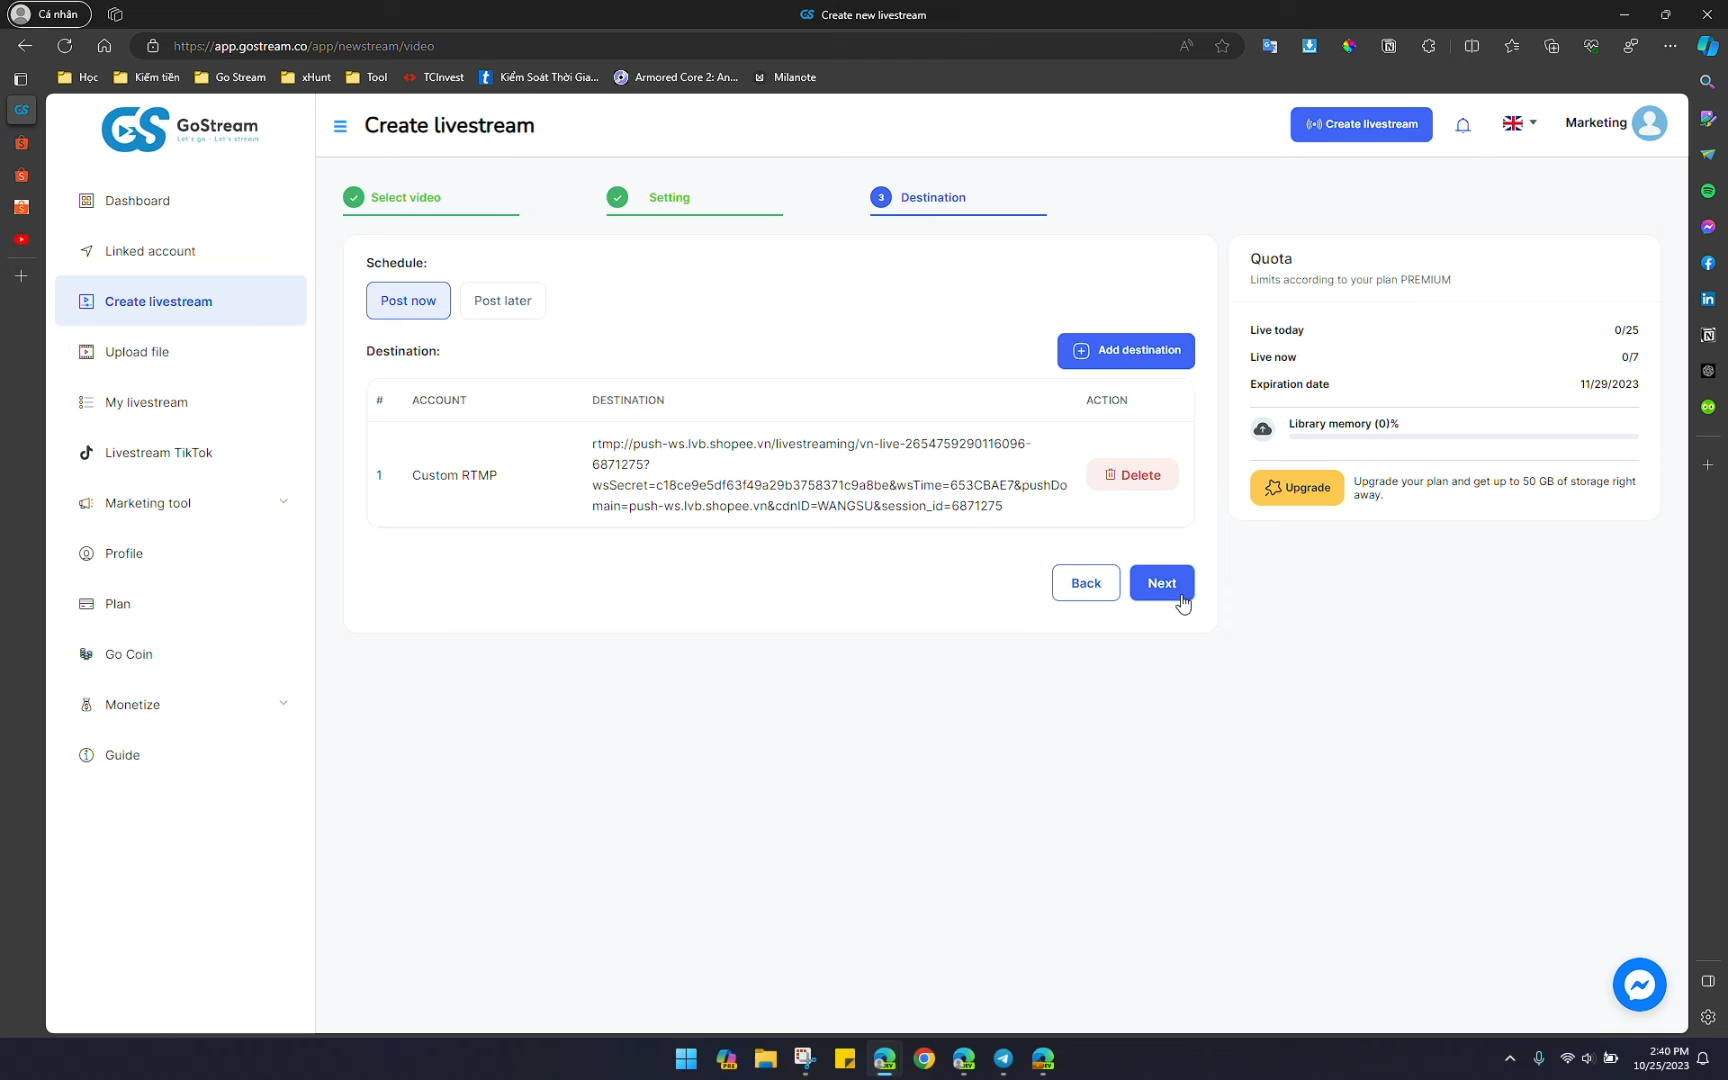 Cá nhân
Create new livestream
https://app.gostream.co/app/newstream/video
Học
Kiếm tiền
Go Stream
xHunt
Tool
TCInvest
Kiểm Soát Thời Gia...
Armored Core 2: An...
Milanote
GoStream
Let's go - Let's stream
Create livestream
Create livestream
Marketing
Dashboard
Linked account
Create livestream
Upload file
My livestream
Livestream TikTok
Marketing tool
Profile
Plan
Go Coin
Monetize
Guide
Select video
Setting
3 Destination
Schedule:
Post now
Post later
Destination:
Add destination
# ACCOUNT DESTINATION ACTION
rtmp://push-ws.lvb.shopee.vn/livestreaming/vn-live-2654759290116096-
6871275?
1 Custom RTMP wsSecret=c18ce9e5df63f49a29b3758371c9a8be&wsTime=653CBAE7&pushDo Delete
main=push-ws.lvb.shopee.vn&cdnID=WANGSU&session_id=6871275
Back
Next
Quota
Limits according to your plan PREMIUM
Live today 0/25
Live now 0/7
Expiration date 11/29/2023
Library memory (0)%
Upgrade
Upgrade your plan and get up to 50 GB of storage right
away.
2:40 PM
10/25/2023